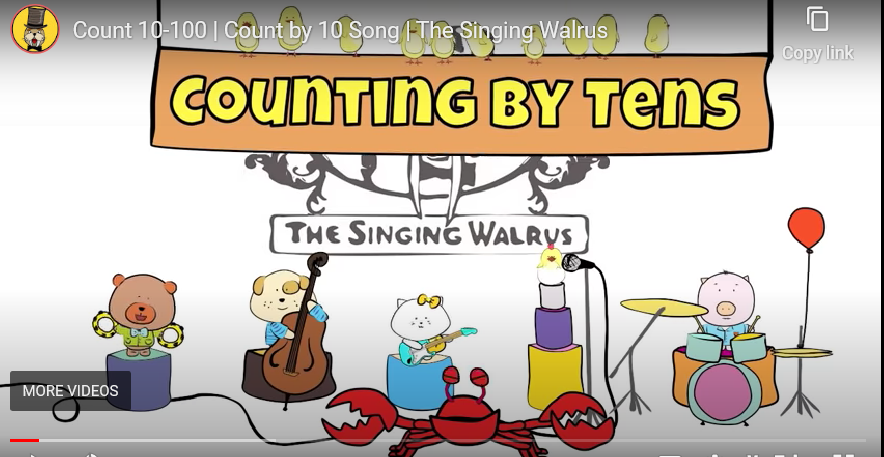 Count 10-100 | Count by 10 Song | The Singing Walrus
Copy link
COUNTING BY TENS
THE SINGING WALRUS
MORE VIDEOS